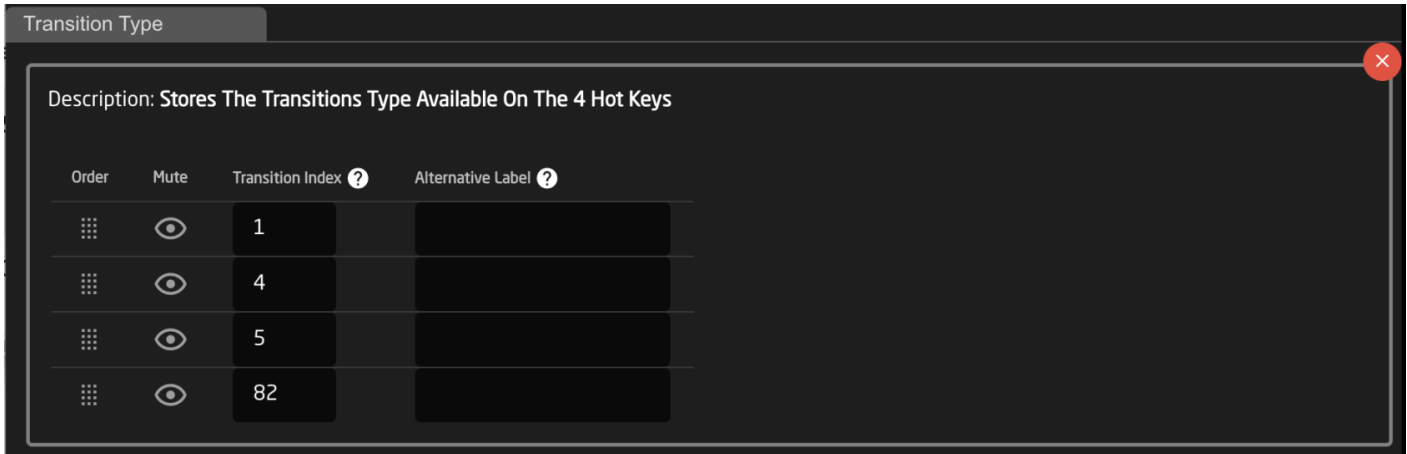 Transition Type
Description: Stores The Transitions Type Available On The 4 Hot Keys
Order Mute Transition Index ? Alternative Label ?
1
4
5
82